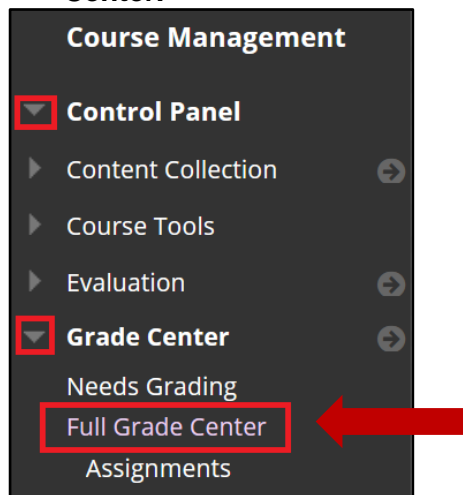 Course Management
Control Panel
Content Collection
Course Tools
Evaluation
Grade Center
Needs Grading
Full Grade Center
Assignments